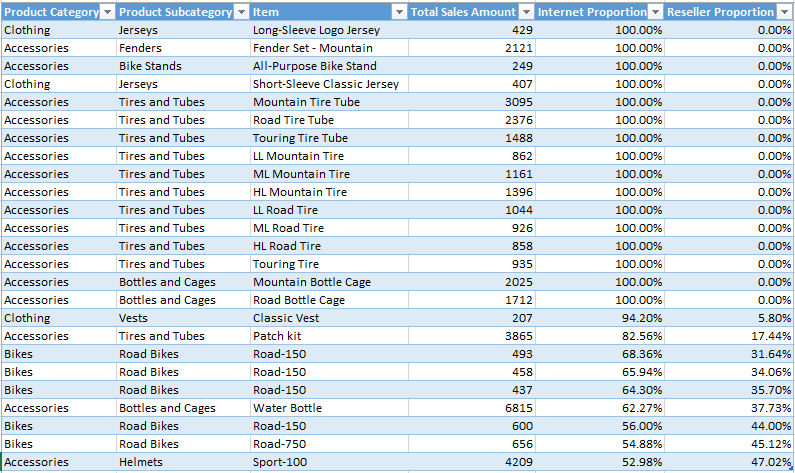 Product Category Product Subcategory Item Total Sales Amount Internet Proportion Reseller Proportion
Clothing Jerseys Long-Sleeve Logo Jersey 429 100.00% 0.00%
Accessories Fenders Fender Set - Mountain 2121 100.00% 0.00%
Accessories Bike Stands All-Purpose Bike Stand 249 100.00% 0.00%
Clothing Jerseys Short-Sleeve Classic Jersey 407 100.00% 0.00%
Accessories Tires and Tubes Mountain Tire Tube 3095 100.00% 0.00%
Accessories Tires and Tubes Road Tire Tube 2376 100.00% 0.00%
Accessories Tires and Tubes Touring Tire Tube 1488 100.00% 0.00%
Accessories Tires and Tubes LL Mountain Tire 862 100.00% 0.00%
Accessories Tires and Tubes ML Mountain Tire 1161 100.00% 0.00%
Accessories Tires and Tubes HL Mountain Tire 1396 100.00% 0.00%
Accessories Tires and Tubes LL Road Tire 1044 100.00% 0.00%
Accessories Tires and Tubes ML Road Tire 926 100.00% 0.00%
Accessories Tires and Tubes HL Road Tire 858 100.00% 0.00%
Accessories Tires and Tubes Touring Tire 935 100.00% 0.00%
Accessories Bottles and Cages Mountain Bottle Cage 2025 100.00% 0.00%
Accessories Bottles and Cages Road Bottle Cage 1712 100.00% 0.00%
Clothing Vests Classic Vest 207 94.20% 5.80%
Accessories Tires and Tubes Patch kit 3865 82.56% 17.44%
Bikes Road Bikes Road-150 493 68.36% 31.64%
Bikes Road Bikes Road-150 458 65.94% 34.06%
Bikes Road Bikes Road-150 437 64.30% 35.70%
Accessories Bottles and Cages Water Bottle 6815 62.27% 37.73%
Bikes Road Bikes Road-150 600 56.00% 44.00%
Bikes Road Bikes Road-750 656 54.88% 45.12%
Accessories Helmets Sport-100 4209 52.98% 47.02%